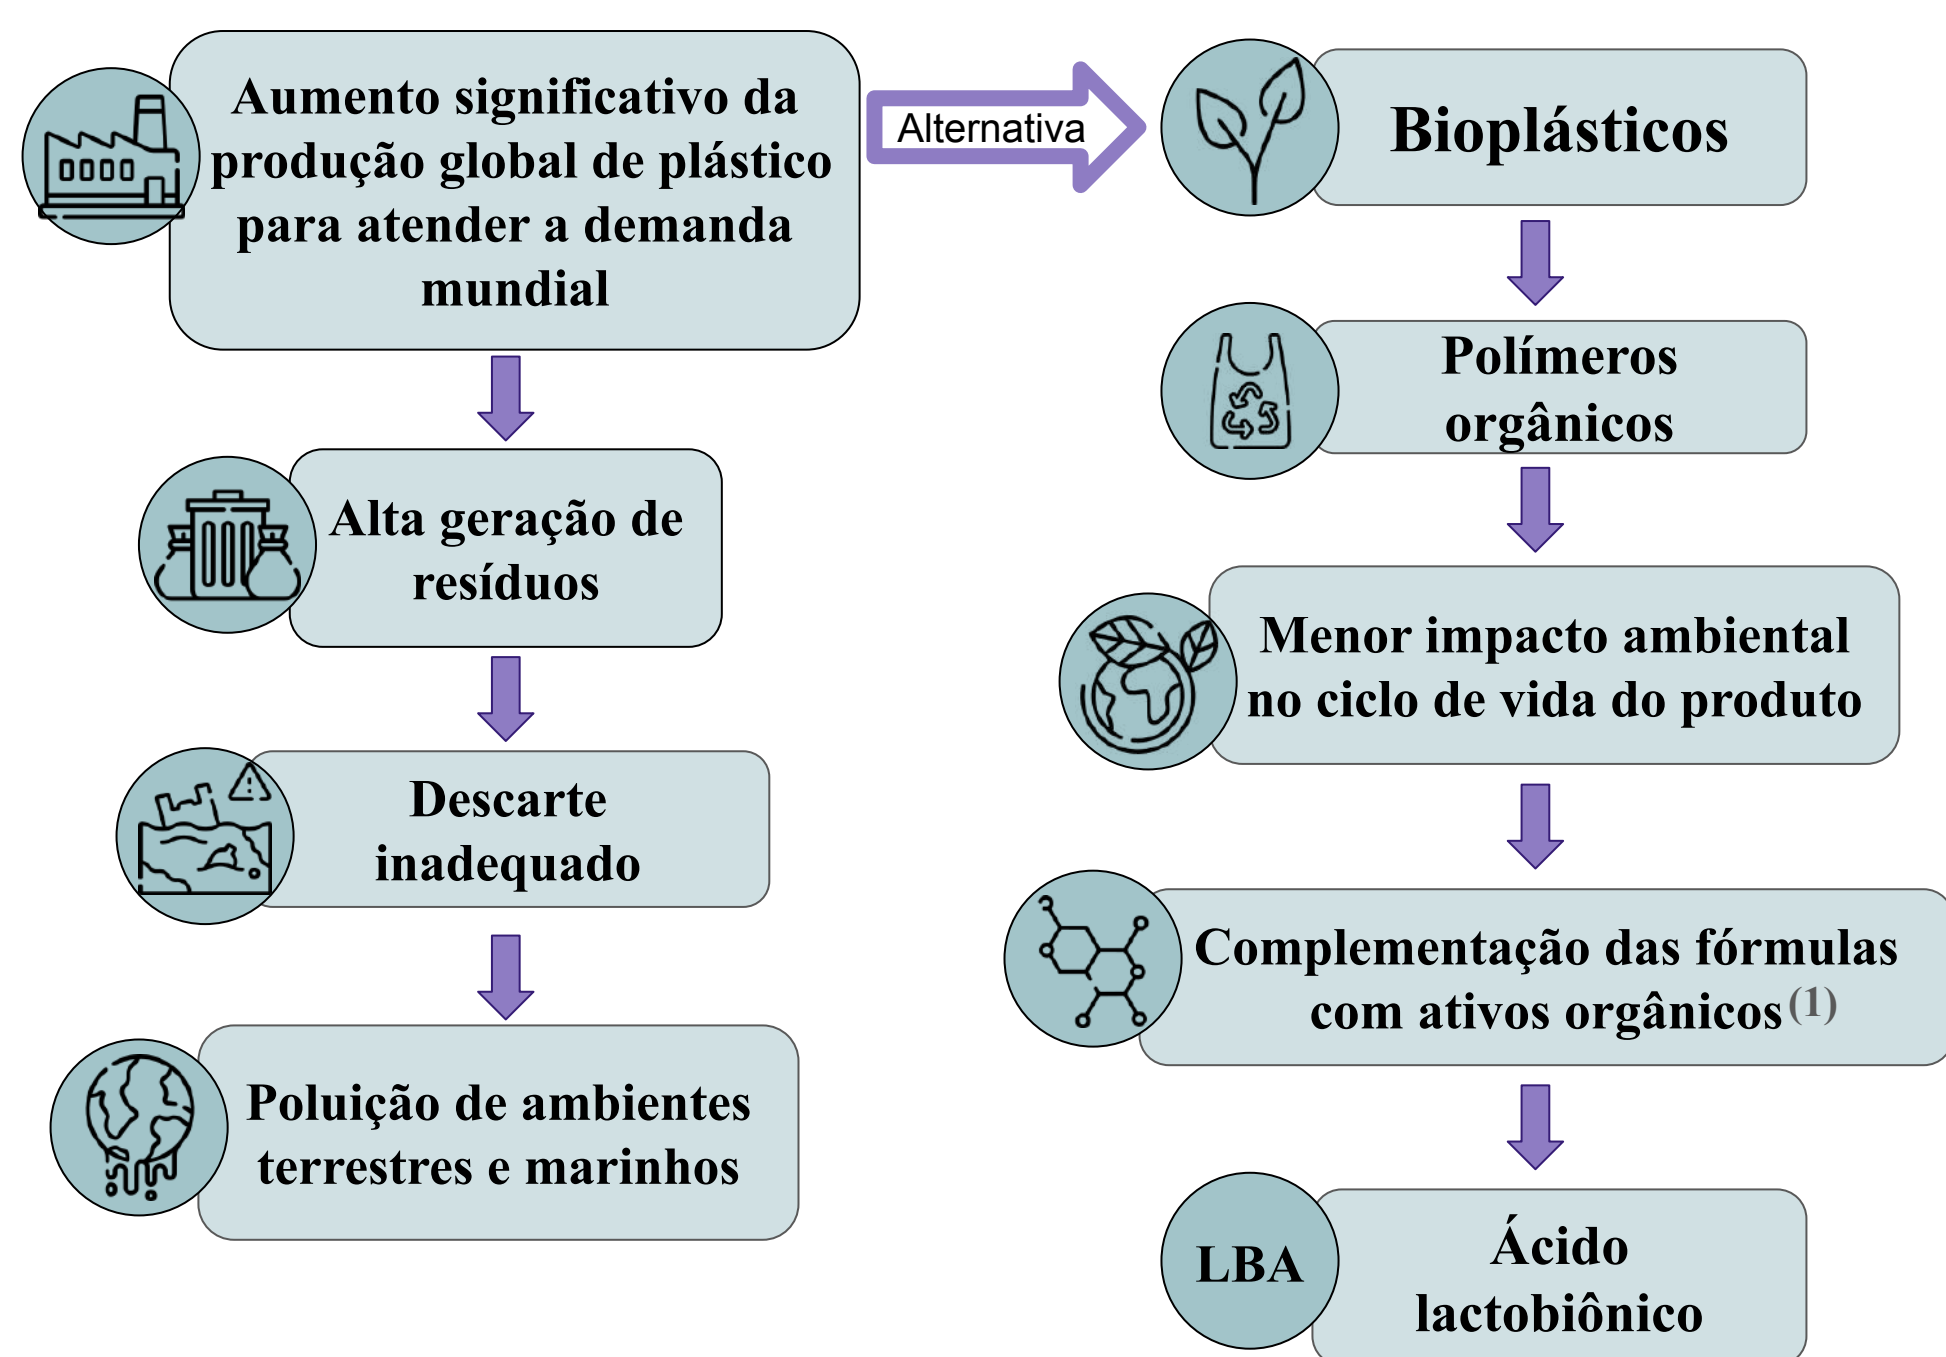 Aumento significativo da
produção global de plástico
para atender a demanda
mundial
Alta geração de
resíduos
Descarte
inadequado
Poluição de ambientes
terrestres e marinhos
Alternativa
Bioplásticos
Polímeros
orgânicos
Menor impacto ambiental
no ciclo de vida do produto
Complementação das fórmulas
com ativos orgânicos (1)
LBA
Ácido
lactobiônico